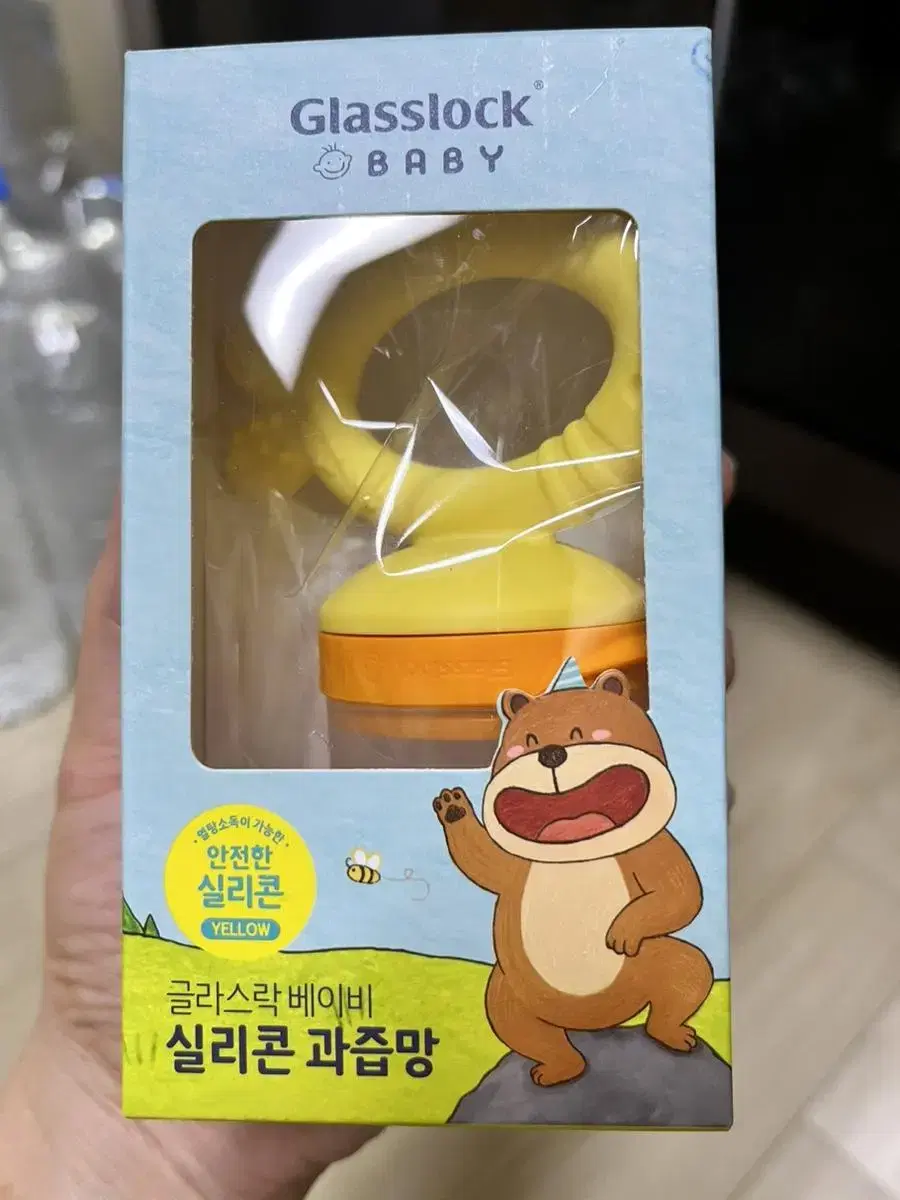 Glasslock®
BABY
·열탕소독이 가능한·
안전한
실리콘
YELLOW
글라스락 베이비
실리콘 과즙망